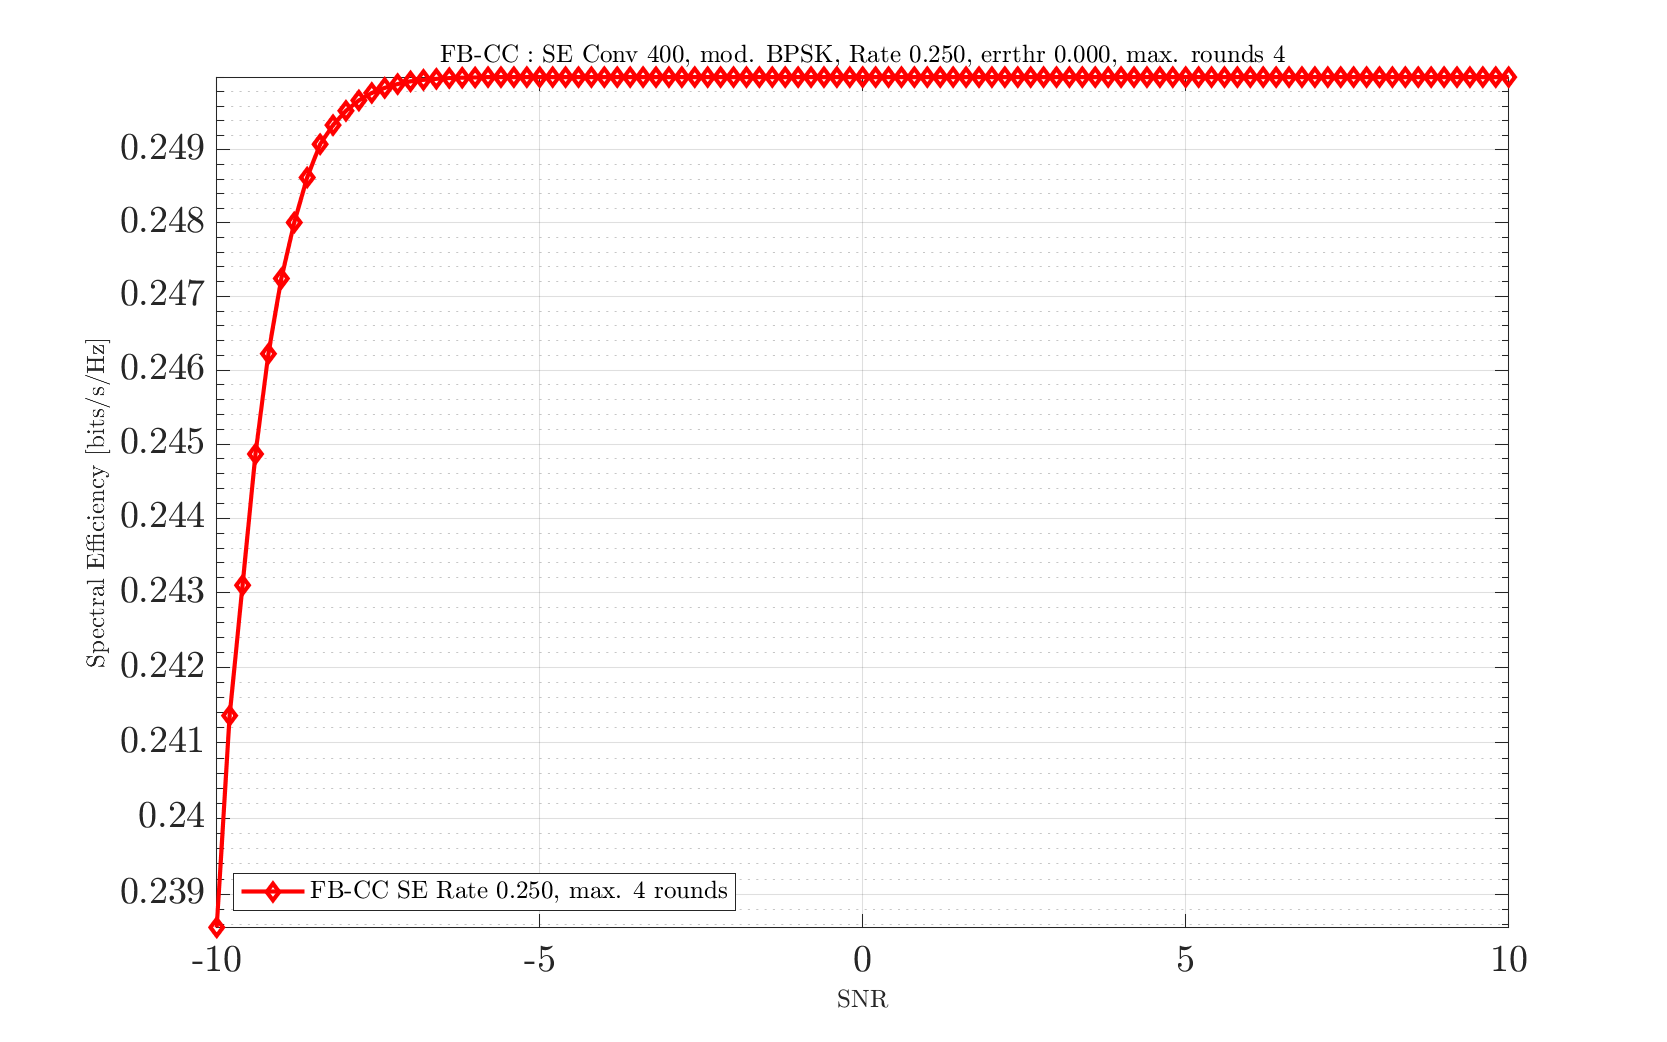 FB-CC : SE Conv 400, mod. BPSK, Rate 0.250, errthr 0.000, max. rounds 4
0.249
0.248
0.247
0.246
0.245
0.244
0.243
0.242
0.241
0.24
0.239
Spectral Efficiency [bits/s/Hz]
FB-CC SE Rate 0.250, max. 4 rounds
-10 -5 0 5 10
SNR